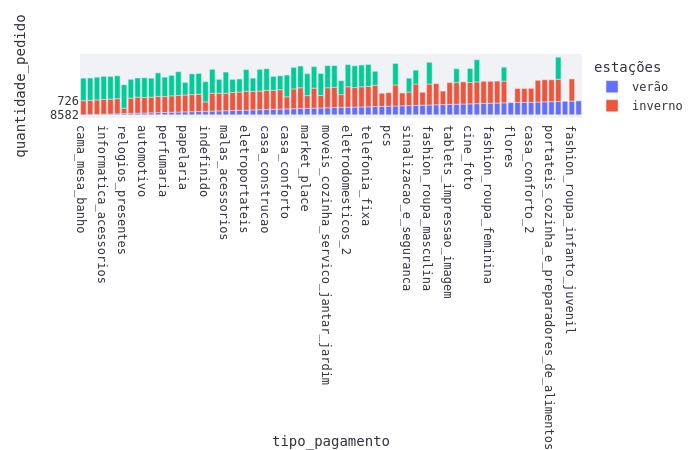 quantidade_pedido
726
8582
cama_mesa_banho
informatica_acessorios
relogios_presentes
automotivo
perfumaria
papelaria
indefinido
malas_acessorios
eletroportateis
casa_construcao
casa_conforto
market_place
moveis_cozinha_servico_jantar_jardim
eletrodomesticos_2
telefonia_fixa
pcs
sinalizacao_e_seguranca
fashion_roupa_masculina
tablets_impressao_imagem
cine_foto
fashion_roupa_feminina
flores
casa_conforto_2
portateis_cozinha_e_preparadores_de_alimentos
fashion_roupa_infanto_juvenil
tipo_pagamento
estações
verão
inverno